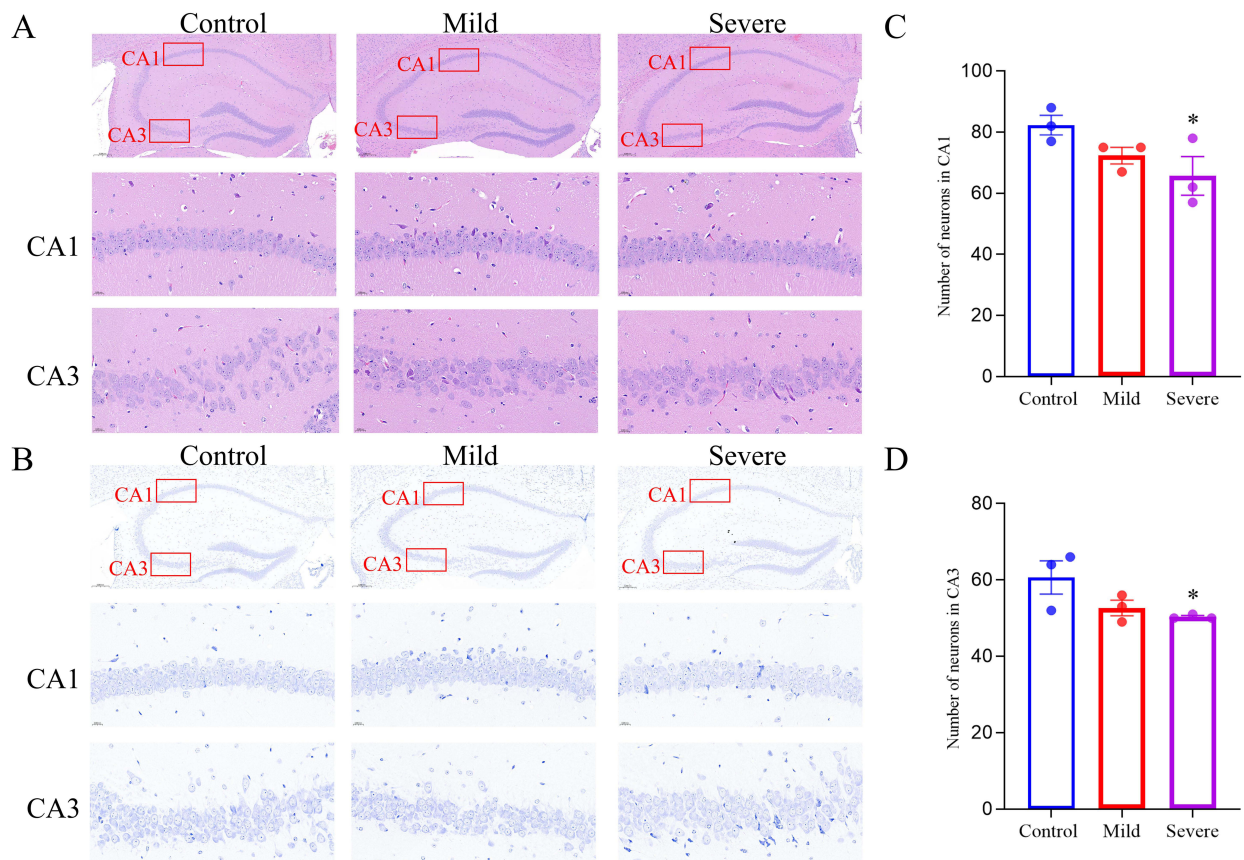 A
Control
Mild
Severe
CA1
CA3
CA1
CA3
CA1
CA3
CA1
CA3
B
Control
Mild
Severe
CA1
CA3
CA1
CA3
CA1
CA3
CA1
CA3
C
Number of neurons in CA1
100
80
60
40
20
0
*
Control
Mild
Severe
D
Number of neurons in CA3
80
60
40
20
0
*
Control
Mild
Severe